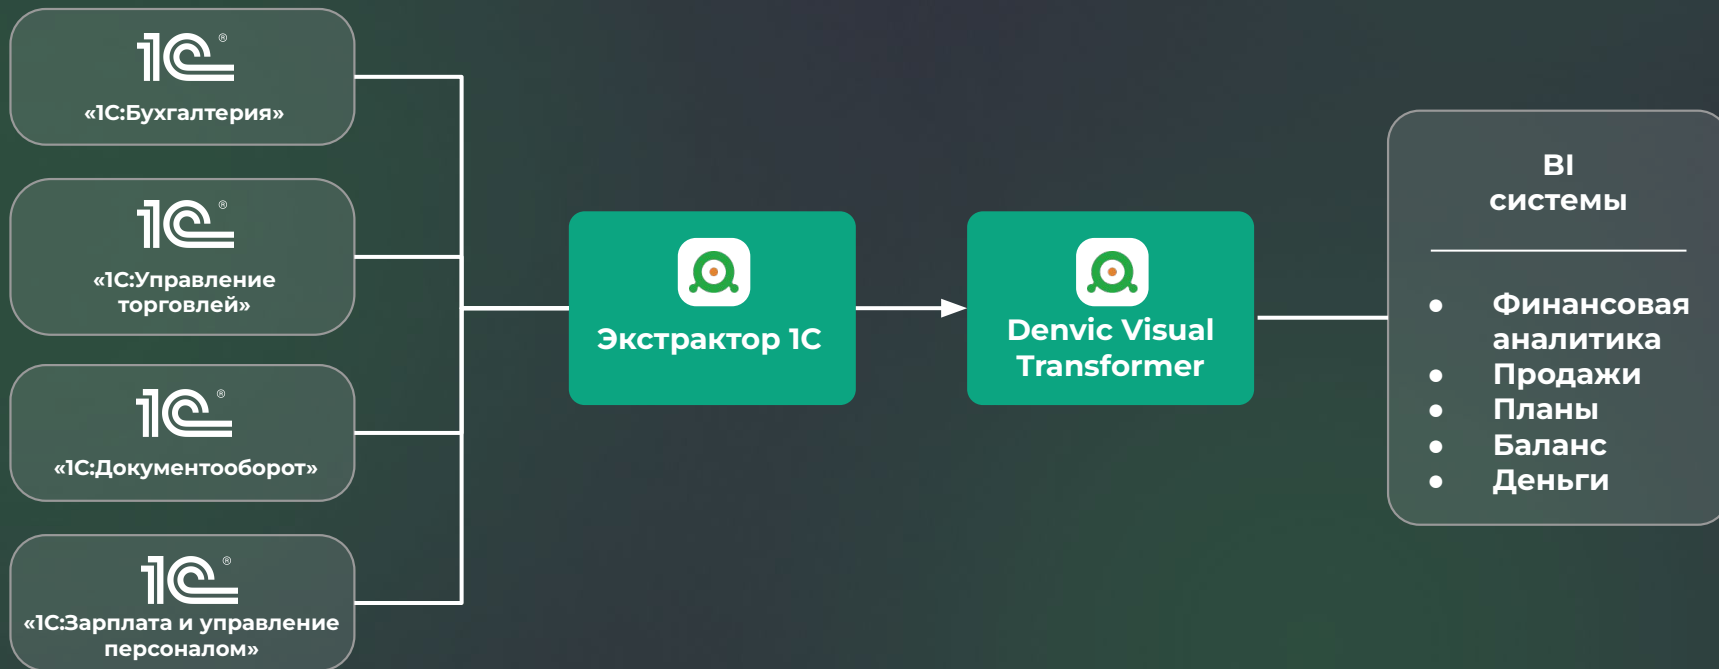 1С®
«1С:Бухгалтерия»
1С®
«1С:Управление
торговлей»
1С®
«1С:Документооборот»
1С®
«1С:Зарплата и управление
персоналом»
Экстрактор 1С
Denvic Visual
Transformer
BI
системы
● Финансовая
аналитика
● Продажи
● Планы
● Баланс
● Деньги